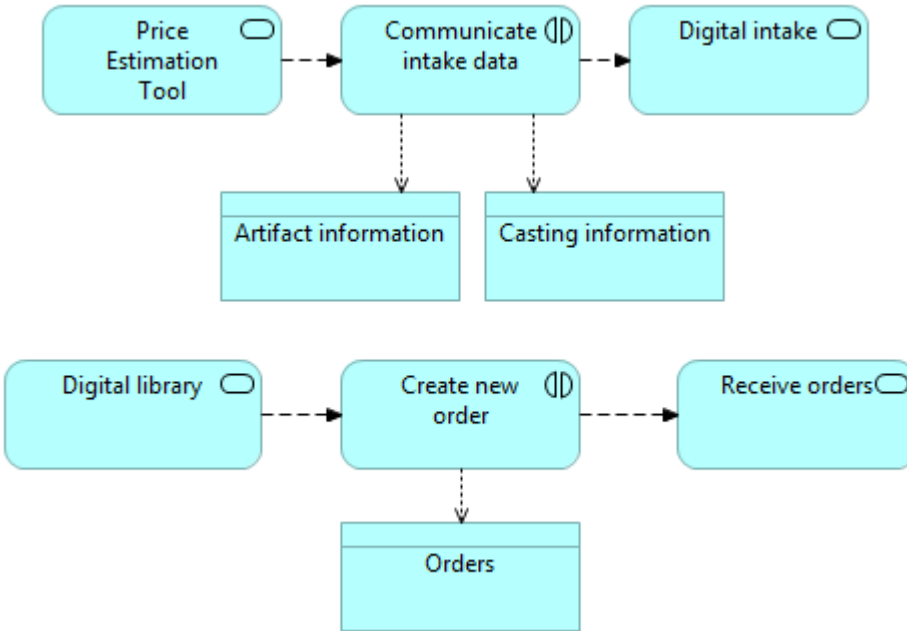 Price
Estimation
Tool
Communicate
intake data
Digital intake
Artifact information
Casting information
Digital library
Create new
order
Receive orders
Orders